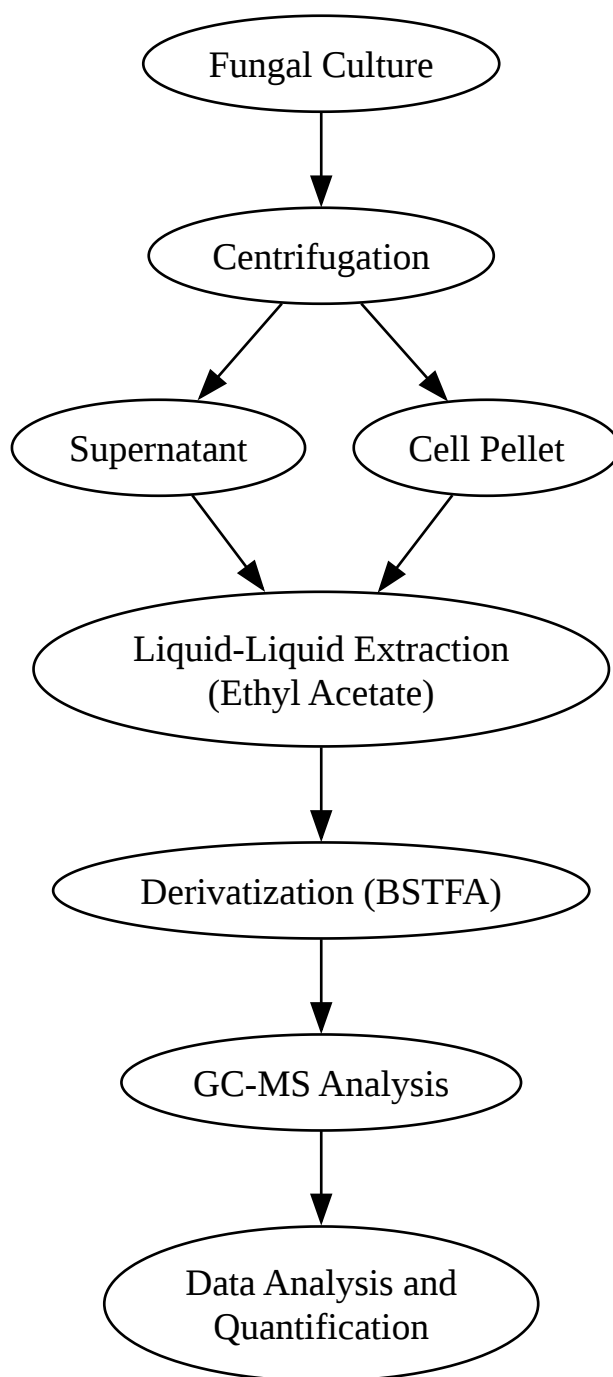 Fungal Culture
Centrifugation
Supernatant
Cell Pellet
Liquid-Liquid Extraction
(Ethyl Acetate)
Derivatization (BSTFA)
GC-MS Analysis
Data Analysis and
Quantification